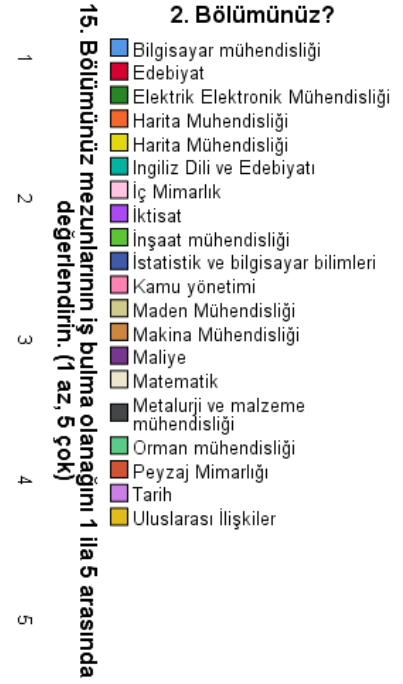 2. Bölümünüz?
Bilgisayar mühendisliği
Edebiyat
Elektrik Elektronik Mühendisliği
Harita Muhendisliği
Harita Mühendisliği
Ingiliz Dili ve Edebiyatı
İç Mimarlık
İktisat
İnşaat mühendisliği
İstatistik ve bilgisayar bilimleri
Kamu yönetimi
Maden Mühendisliği
Makina Mühendisliği
Maliye
Matematik
Metalurji ve malzeme
mühendisliği
Orman mühendisliği
Peyzaj Mimarlığı
Tarih
Uluslarası İlişkiler
15. Bölümünüz mezunlarının iş bulma olanağını 1 ila 5 arasında
değerlendirin. (1 az, 5 çok)
1
2
3
4
5